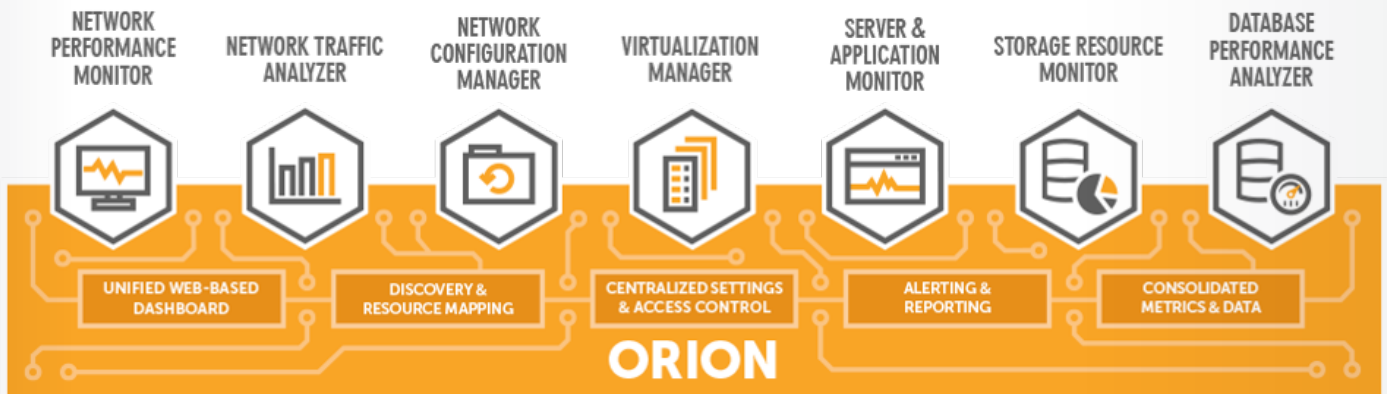 NETWORK
PERFORMANCE
MONITOR
NETWORK TRAFFIC
ANALYZER
NETWORK
CONFIGURATION
MANAGER
VIRTUALIZATION
MANAGER
SERVER &
APPLICATION
MONITOR
STORAGE RESOURCE
MONITOR
DATABASE
PERFORMANCE
ANALYZER
UNIFIED WEB-BASED
DASHBOARD
DISCOVERY &
RESOURCE MAPPING
CENTRALIZED SETTINGS
& ACCESS CONTROL
ALERTING &
REPORTING
CONSOLIDATED
METRICS & DATA
ORION